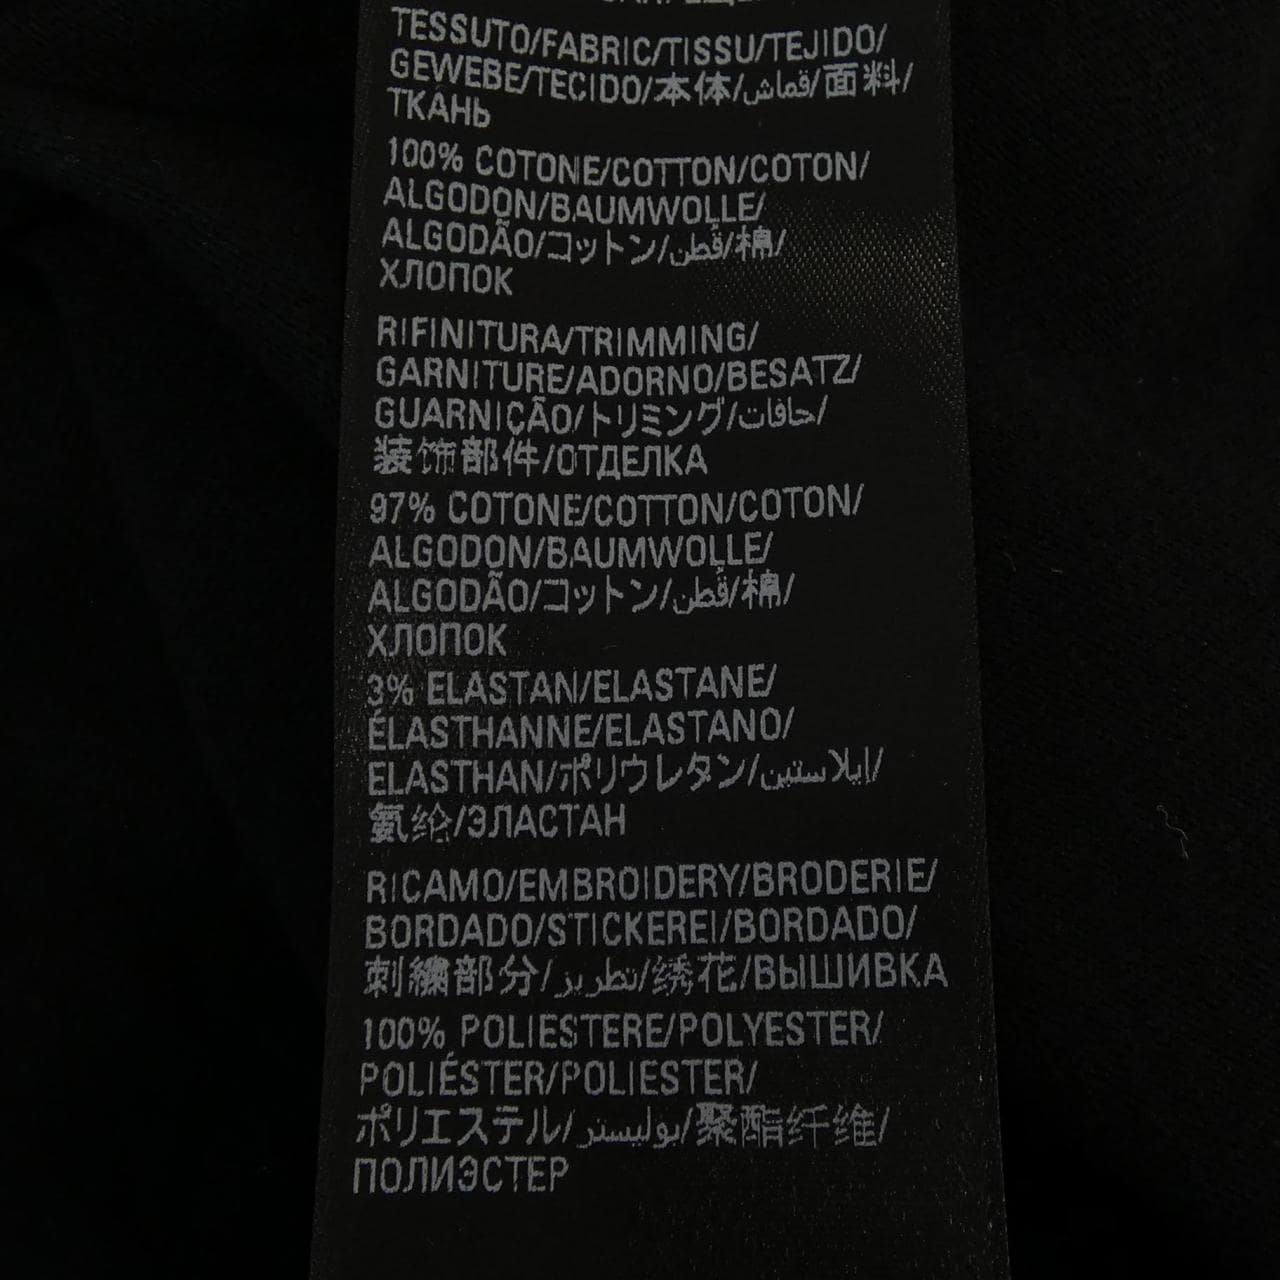 TESSUTO/FABRIC/TISSU/TEJIDO/
GEWEBE/TECIDO/本体/قماش/面料/
ТКАНЬ
100% COTONE/COTTON/COTON/
ALGODON/BAUMWOLLE/
ALGODÃO/コットン/قُطن/棉/
ХЛОПОК
RIFINITURA/TRIMMING/
GARNITURE/ADORNO/BESATZ/
GUARNIÇÃO/トリミング/حافات/
装饰部件/ОТДЕЛКА
97% COTONE/COTTON/COTON/
ALGODON/BAUMWOLLE/
ALGODÃO/コットン/قُطن/棉/
ХЛОПОК
3% ELASTAN/ELASTANE/
ÉLASTHANNE/ELASTANO/
ELASTHAN/ポリウレタン/إيلاستين/
氨纶/ЭЛАСТАН
RICAMO/EMBROIDERY/BRODERIE/
BORDADO/STICKEREI/BORDADO/
刺繍部分/تطريز/绣花/ВЫШИВКА
100% POLIESTERE/POLYESTER/
POLIÉSTER/POLIESTER/
ポリエステル/بوليستر/聚酯纤维/
ПОЛИЭСТЕР